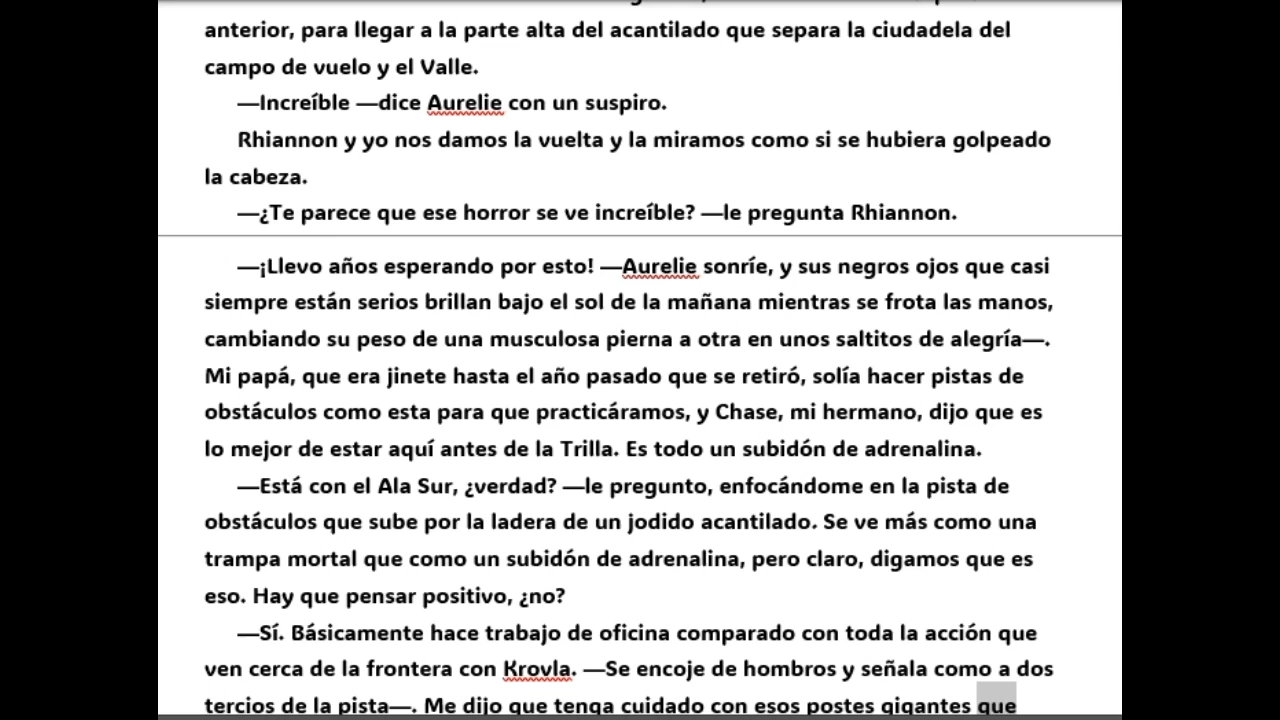 anterior, para llegar a la parte alta del acantilado que separa la ciudadela del
campo de vuelo y el Valle.
—Increíble —dice Aurelie con un suspiro.
Rhiannon y yo nos damos la vuelta y la miramos como si se hubiera golpeado
la cabeza.
—¿Te parece que ese horror se ve increíble? —le pregunta Rhiannon.
—¡Llevo años esperando por esto! —Aurelie sonríe, y sus negros ojos que casi
siempre están serios brillan bajo el sol de la mañana mientras se frota las manos,
cambiando su peso de una musculosa pierna a otra en unos saltitos de alegría—.
Mi papá, que era jinete hasta el año pasado que se retiró, solía hacer pistas de
obstáculos como esta para que practicáramos, y Chase, mi hermano, dijo que es
lo mejor de estar aquí antes de la Trilla. Es todo un subidón de adrenalina.
—Está con el Ala Sur, ¿verdad? —le pregunto, enfocándome en la pista de
obstáculos que sube por la ladera de un jodido acantilado. Se ve más como una
trampa mortal que como un subidón de adrenalina, pero claro, digamos que es
eso. Hay que pensar positivo, ¿no?
—Sí. Básicamente hace trabajo de oficina comparado con toda la acción que
ven cerca de la frontera con Krovla. —Se encoje de hombros y señala como a dos
tercios de la pista—. Me dijo que tenga cuidado con esos postes gigantes que